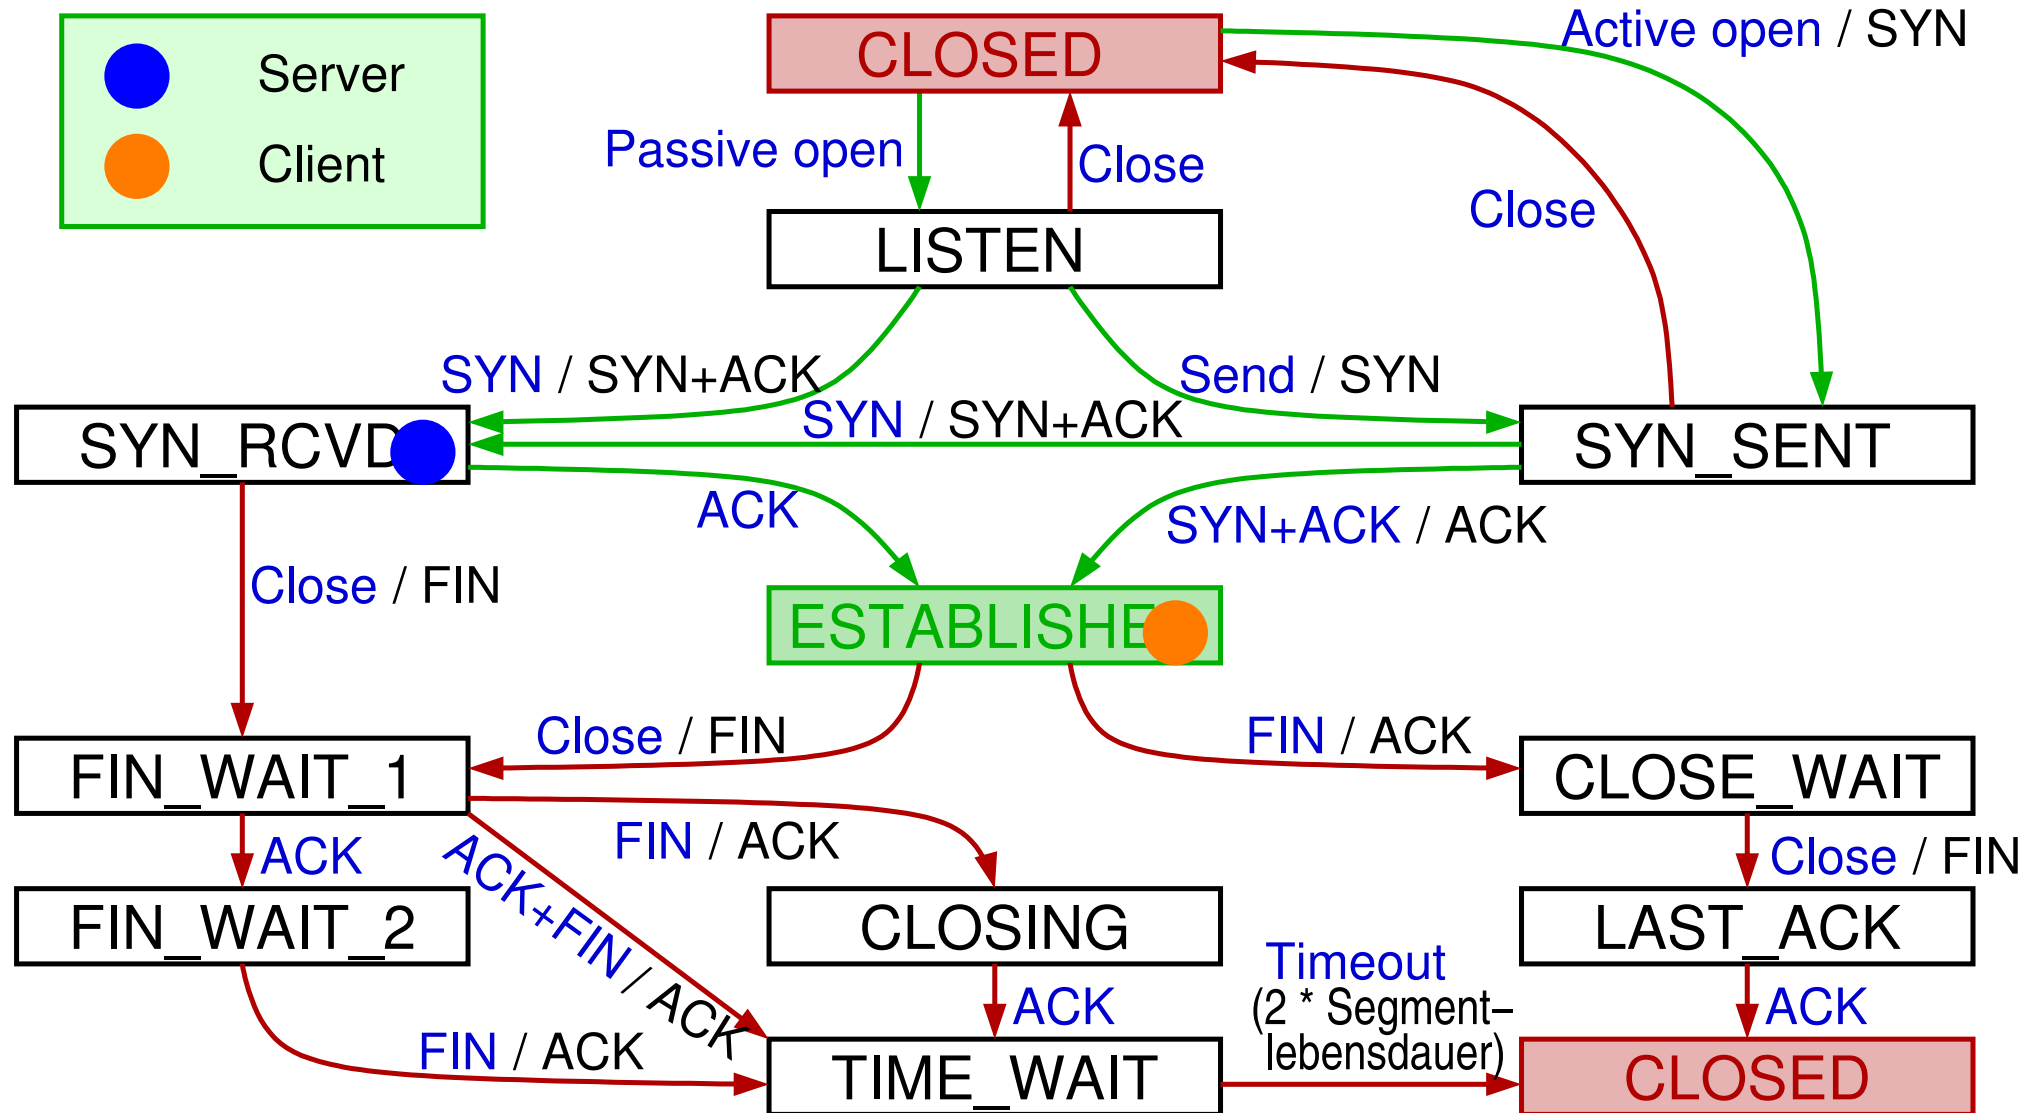 Server
Client
CLOSED
Active open / SYN
Passive open
Close
Close
LISTEN
SYN / SYN+ACK
Send / SYN
SYN / SYN+ACK
SYN_RCVD
SYN_SENT
ACK
SYN+ACK / ACK
Close / FIN
ESTABLISHE
Close / FIN
FIN / ACK
FIN_WAIT_1
CLOSE_WAIT
ACK
ACK+FIN / ACK
FIN / ACK
Close / FIN
FIN_WAIT_2
CLOSING
LAST_ACK
FIN / ACK
ACK
Timeout
(2 * Segment–
lebensdauer)
ACK
TIME_WAIT
CLOSED